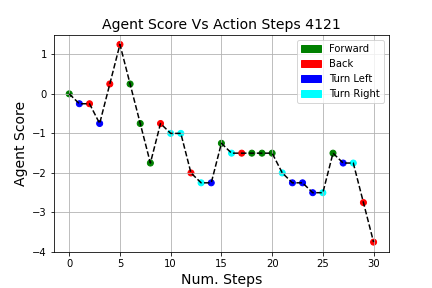 Agent Score Vs Action Steps 4121
Agent Score
1
0
−1
−2
−3
−4
Forward
Back
Turn Left
Turn Right
0 5 10 15 20 25 30
Num. Steps